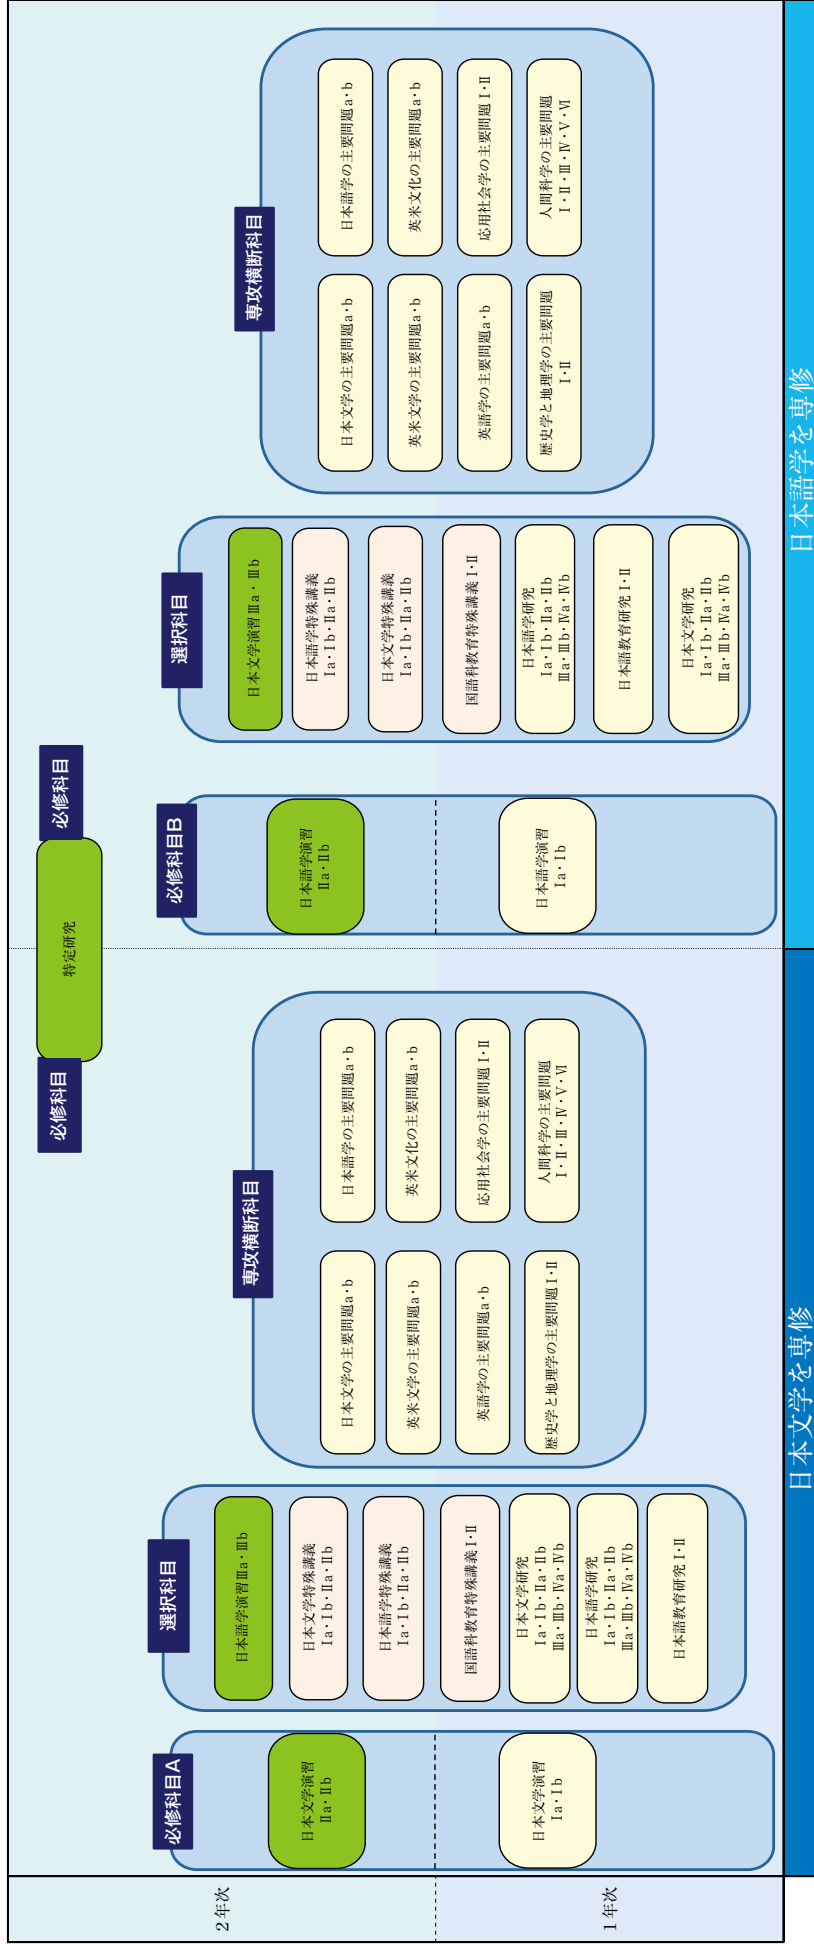 必修科目
特定研究
必修科目
2年次
1年次
必修科目A
日本文学演習
Ⅱa・Ⅱb
日本文学演習
Ⅰa・Ⅰb
選択科目
日本語学演習Ⅲa・Ⅲb
日本文学特殊講義
Ⅰa・Ⅰb・Ⅱa・Ⅱb
日本語学特殊講義
Ⅰa・Ⅰb・Ⅱa・Ⅱb
国語科教育特殊講義Ⅰ・Ⅱ
日本文学研究
Ⅰa・Ⅰb・Ⅱa・Ⅱb
Ⅲa・Ⅲb・Ⅳa・Ⅳb
日本語学研究
Ⅰa・Ⅰb・Ⅱa・Ⅱb
Ⅲa・Ⅲb・Ⅳa・Ⅳb
日本語教育研究Ⅰ・Ⅱ
専攻横断科目
日本文学の主要問題a・b
日本語学の主要問題a・b
英米文学の主要問題a・b
英米文化の主要問題a・b
英語学の主要問題a・b
応用社会学の主要問題Ⅰ・Ⅱ
歴史学と地理学の主要問題Ⅰ・Ⅱ
人間科学の主要問題
Ⅰ・Ⅱ・Ⅲ・Ⅳ・Ⅴ・Ⅵ
必修科目B
日本語学演習
Ⅱa・Ⅱb
日本語学演習
Ⅰa・Ⅰb
選択科目
日本文学演習Ⅲa・Ⅲb
日本語学特殊講義
Ⅰa・Ⅰb・Ⅱa・Ⅱb
日本文学特殊講義
Ⅰa・Ⅰb・Ⅱa・Ⅱb
国語科教育特殊講義Ⅰ・Ⅱ
日本語学研究
Ⅰa・Ⅰb・Ⅱa・Ⅱb
Ⅲa・Ⅲb・Ⅳa・Ⅳb
日本語教育研究Ⅰ・Ⅱ
日本文学研究
Ⅰa・Ⅰb・Ⅱa・Ⅱb
Ⅲa・Ⅲb・Ⅳa・Ⅳb
専攻横断科目
日本文学の主要問題a・b
日本語学の主要問題a・b
英米文学の主要問題a・b
英米文化の主要問題a・b
英語学の主要問題a・b
応用社会学の主要問題Ⅰ・Ⅱ
歴史学と地理学の主要問題
Ⅰ・Ⅱ
人間科学の主要問題
Ⅰ・Ⅱ・Ⅲ・Ⅳ・Ⅴ・Ⅵ
日本文学を専修
日本語学を専修